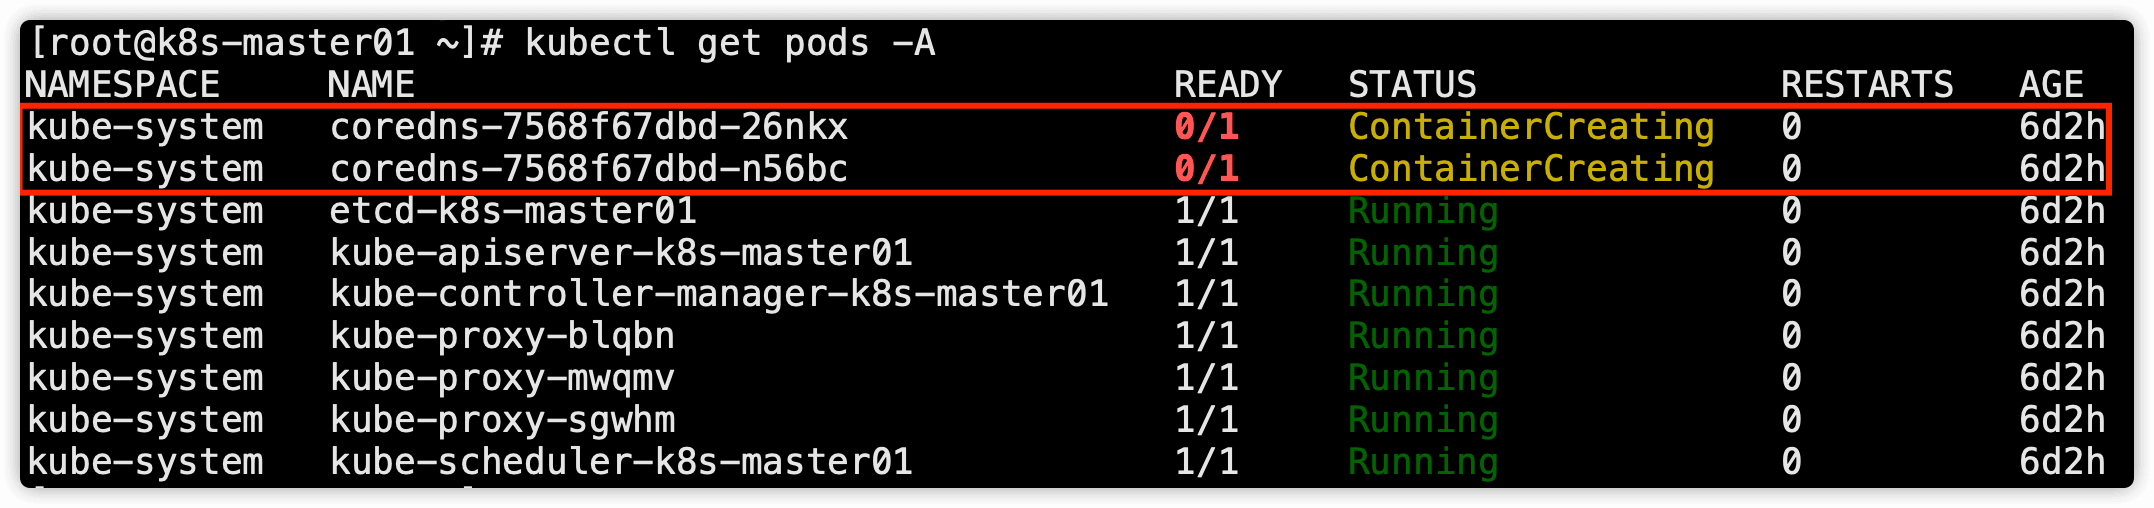 [root@k8s-master01 ~]# kubectl get pods -A
NAMESPACE NAME READY STATUS RESTARTS AGE
kube-system coredns-7568f67dbd-26nkx 0/1 ContainerCreating 0 6d2h
kube-system coredns-7568f67dbd-n56bc 0/1 ContainerCreating 0 6d2h
kube-system etcd-k8s-master01 1/1 Running 0 6d2h
kube-system kube-apiserver-k8s-master01 1/1 Running 0 6d2h
kube-system kube-controller-manager-k8s-master01 1/1 Running 0 6d2h
kube-system kube-proxy-blqbn 1/1 Running 0 6d2h
kube-system kube-proxy-mwqmv 1/1 Running 0 6d2h
kube-system kube-proxy-sgwhm 1/1 Running 0 6d2h
kube-system kube-scheduler-k8s-master01 1/1 Running 0 6d2h